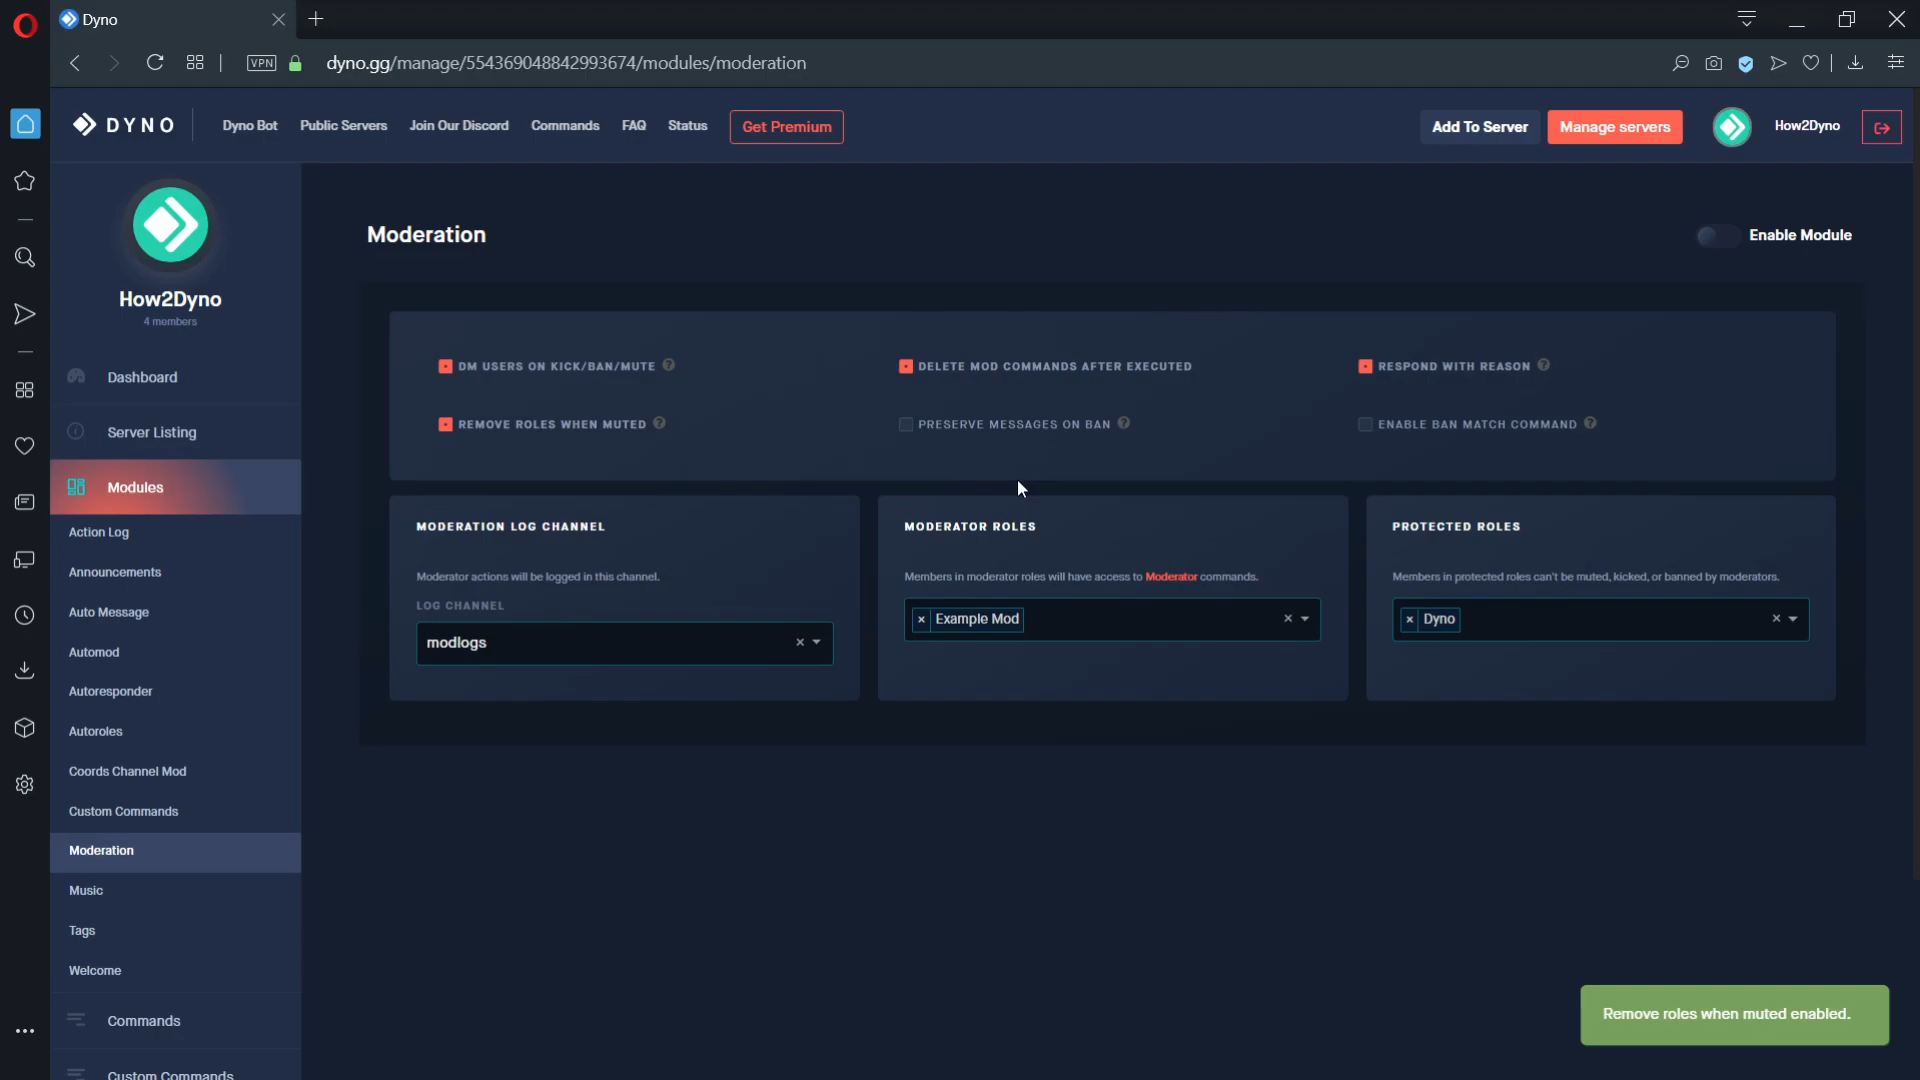 Dyno
VPN
dyno.gg/manage/554369048842993674/modules/moderation
DYNO
Dyno Bot
Public Servers
Join Our Discord
Commands
FAQ
Status
Get Premium
Add To Server
Manage servers
How2Dyno
How2Dyno
4 members
Dashboard
Server Listing
Modules
Action Log
Announcements
Auto Message
Automod
Autoresponder
Autoroles
Coords Channel Mod
Custom Commands
Moderation
Music
Tags
Welcome
Commands
Custom Commands
Moderation
Enable Module
DM USERS ON KICK/BAN/MUTE ?
DELETE MOD COMMANDS AFTER EXECUTED
RESPOND WITH REASON ?
REMOVE ROLES WHEN MUTED ?
PRESERVE MESSAGES ON BAN ?
ENABLE BAN MATCH COMMAND ?
MODERATION LOG CHANNEL
Moderator actions will be logged in this channel.
LOG CHANNEL
modlogs ×
MODERATOR ROLES
Members in moderator roles will have access to Moderator commands.
× Example Mod ×
PROTECTED ROLES
Members in protected roles can't be muted, kicked, or banned by moderators.
× Dyno ×
Remove roles when muted enabled.